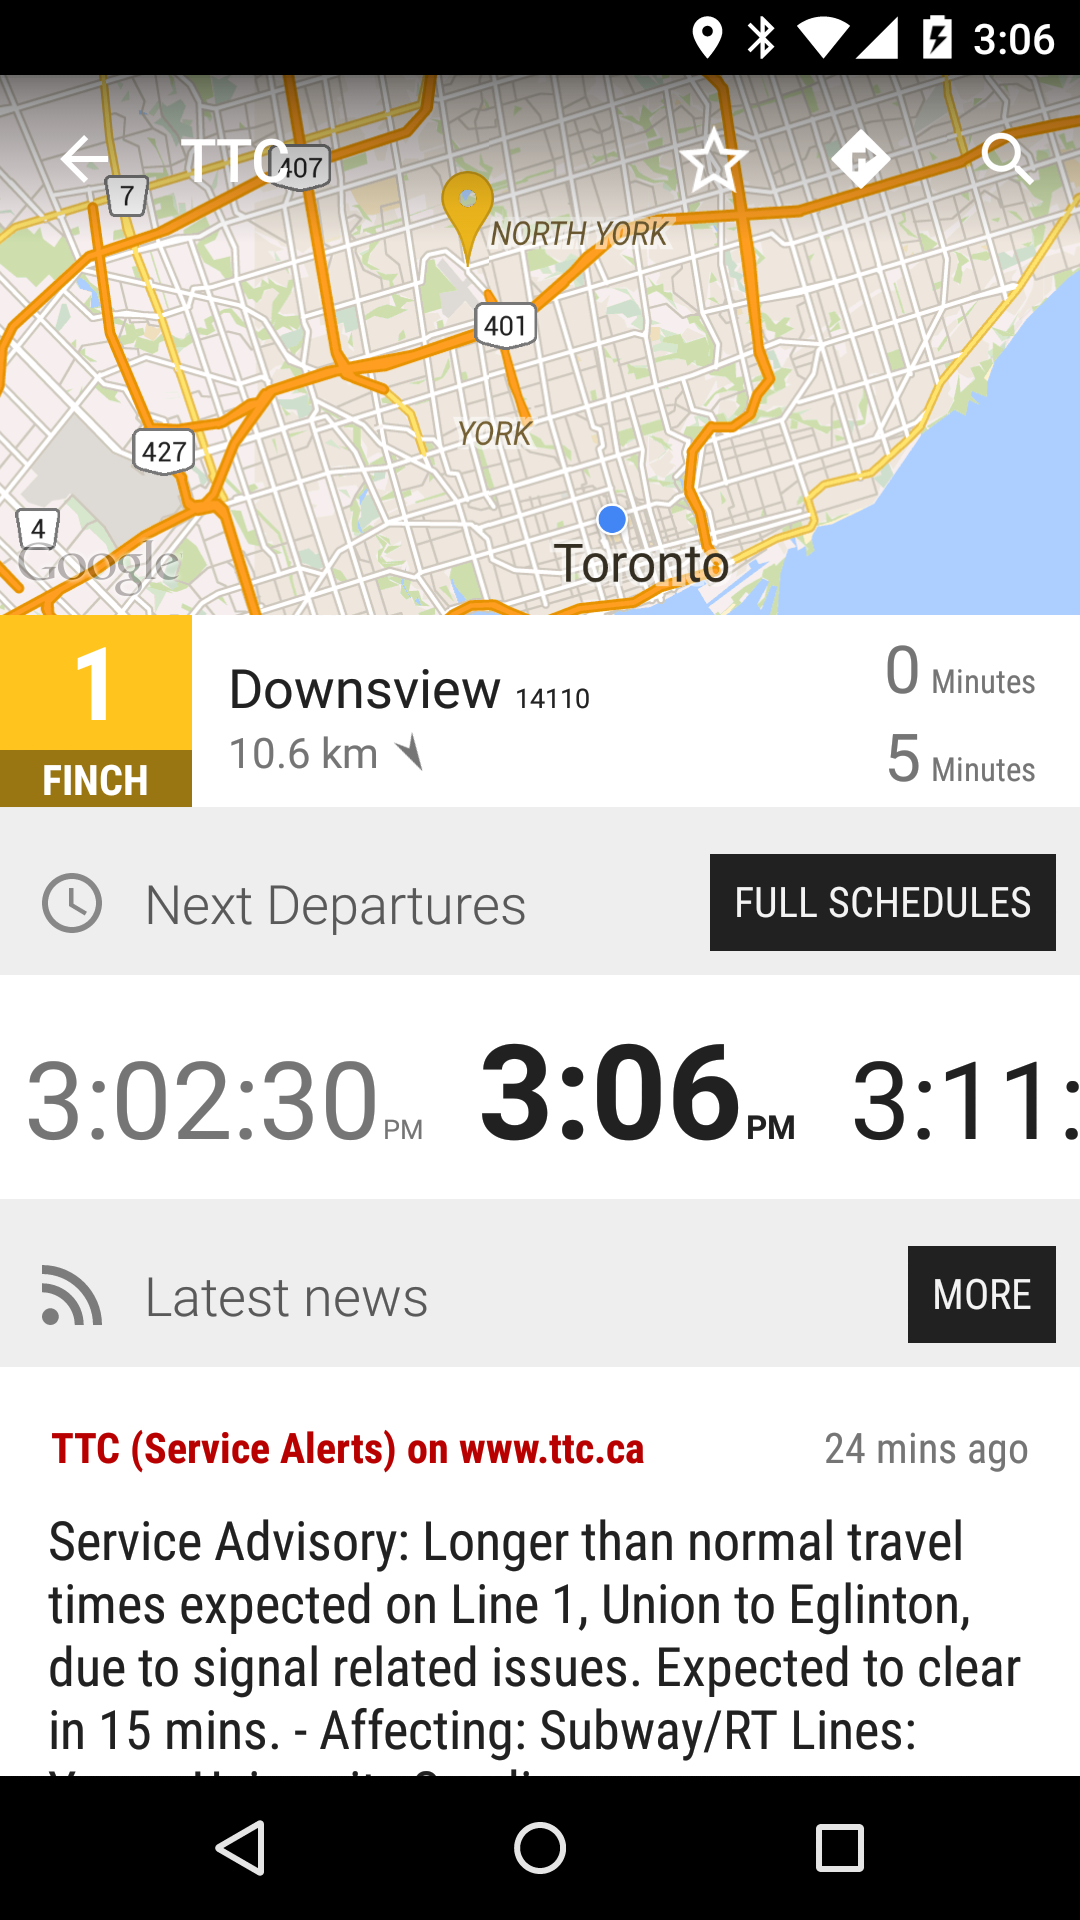 3:06
TTC
407
7
NORTH YORK
401
YORK
427
4
Google
Toronto
1
FINCH
Downsview 14110
10.6 km
0 Minutes
5 Minutes
Next Departures
FULL SCHEDULES
3:02:30 PM
3:06 PM
3:11:
Latest news
MORE
TTC (Service Alerts) on www.ttc.ca
24 mins ago
Service Advisory: Longer than normal travel
times expected on Line 1, Union to Eglinton,
due to signal related issues. Expected to clear
in 15 mins. - Affecting: Subway/RT Lines: